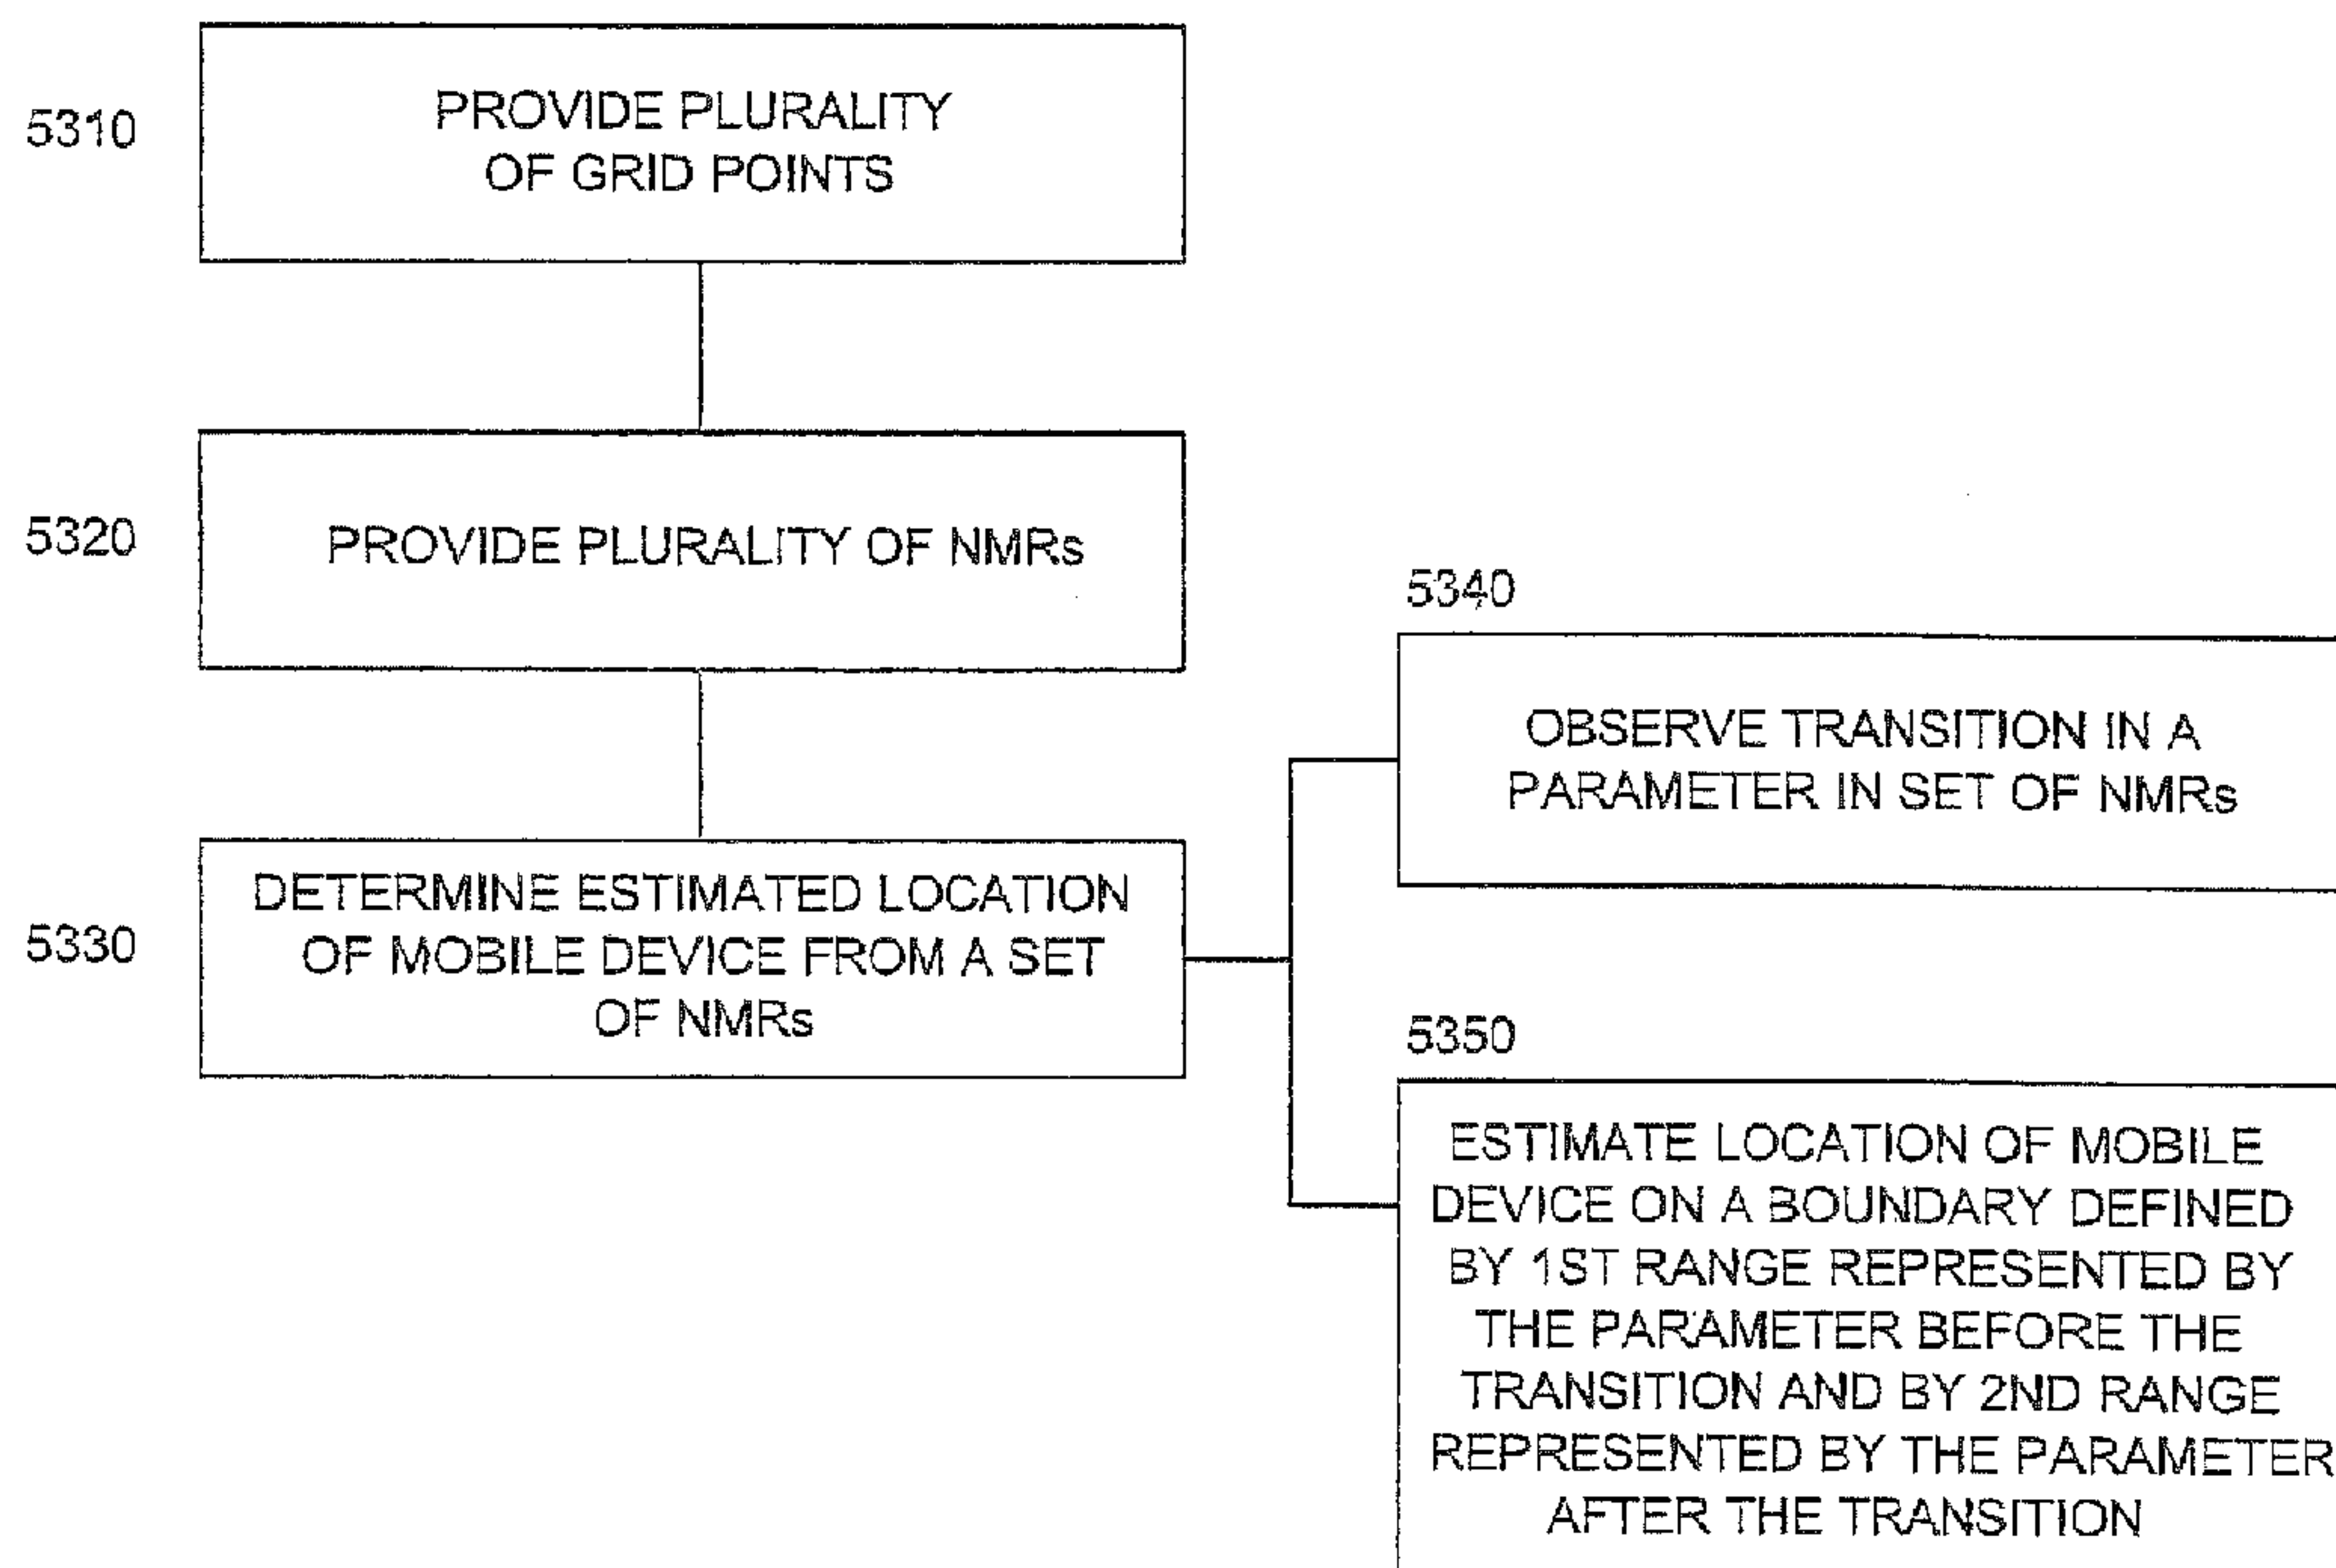 5310
PROVIDE PLURALITY
OF GRID POINTS
5320
PROVIDE PLURALITY OF NMRs
5330
DETERMINE ESTIMATED LOCATION
OF MOBILE DEVICE FROM A SET
OF NMRs
5340
OBSERVE TRANSITION IN A
PARAMETER IN SET OF NMRs
5350
ESTIMATE LOCATION OF MOBILE
DEVICE ON A BOUNDARY DEFINED
BY 1ST RANGE REPRESENTED BY
THE PARAMETER BEFORE THE
TRANSITION AND BY 2ND RANGE
REPRESENTED BY THE PARAMETER
AFTER THE TRANSITION